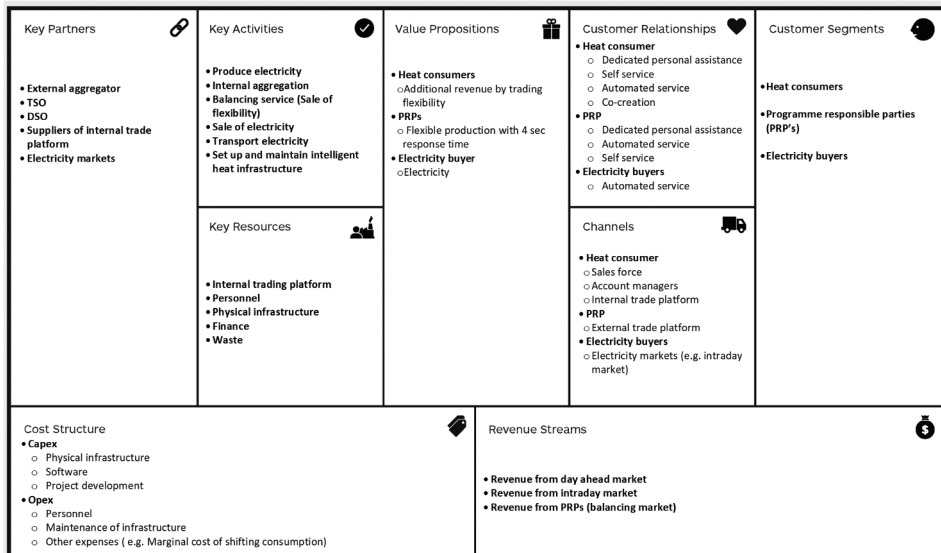 Key Partners
• External aggregator
• TSO
• DSO
• Suppliers of internal trade
platform
• Electricity markets
Key Activities
• Produce electricity
• Internal aggregation
• Balancing service (Sale of
flexibility)
• Sale of electricity
• Transport electricity
• Set up and maintain intelligent
heat infrastructure
Key Resources
• Internal trading platform
• Personnel
• Physical infrastructure
• Finance
• Waste
Value Propositions
• Heat consumers
o Additional revenue by trading
flexibility
• PRPs
o Flexible production with 4 sec
response time
• Electricity buyer
o Electricity
Customer Relationships
• Heat consumer
o Dedicated personal assistance
o Self service
o Automated service
o Co-creation
• PRP
o Dedicated personal assistance
o Automated service
o Self service
• Electricity buyers
o Automated service
Channels
• Heat consumer
o Sales force
o Account managers
o Internal trade platform
• PRP
o External trade platform
• Electricity buyers
o Electricity markets (e.g. intraday
market)
Customer Segments
• Heat consumers
• Programme responsible parties
(PRP's)
• Electricity buyers
Cost Structure
• Capex
o Physical infrastructure
o Software
o Project development
• Opex
o Personnel
o Maintenance of infrastructure
o Other expenses ( e.g. Marginal cost of shifting consumption)
Revenue Streams
$
• Revenue from day ahead market
• Revenue from intraday market
• Revenue from PRPs (balancing market)